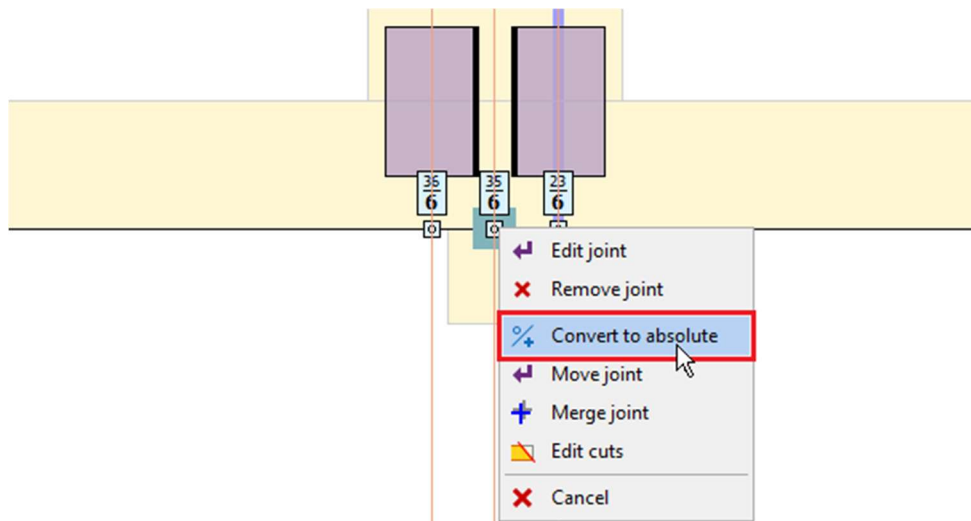 36 35 23
6 6 6
Edit joint
Remove joint
Convert to absolute
Move joint
Merge joint
Edit cuts
Cancel